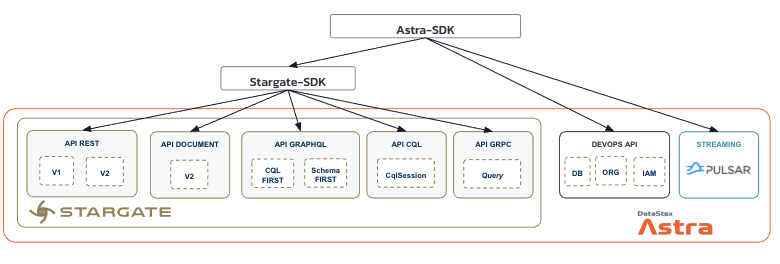 Astra-SDK
Stargate-SDK
API REST
V1
V2
API DOCUMENT
V2
API GRAPHQL
CQL
FIRST
Schema
FIRST
API CQL
CqlSession
API GRPC
Query
DEVOPS API
DB
ORG
IAM
STREAMING
PULSAR
STARGATE
DataStax
Astra